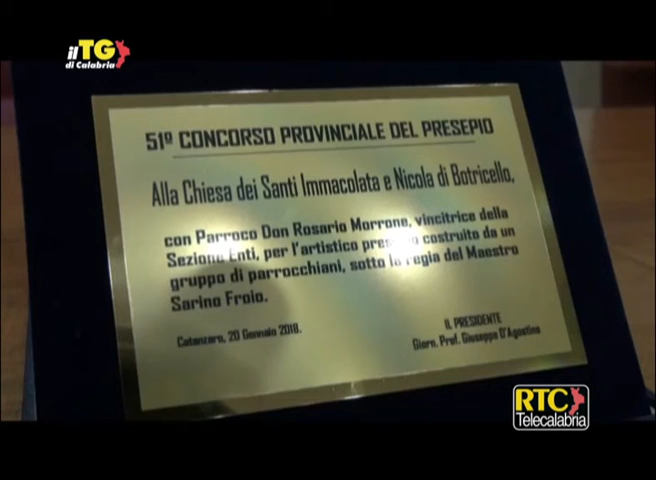 il TG
di Calabria
51º CONCORSO PROVINCIALE DEL PRESEPIO
Alla Chiesa dei Santi Immacolata e Nicola di Botricello,
con Parroco Don Rosario Morrone, vincitrice della
Sezione Enti, per l'artistico presepio costruito da un
gruppo di parrocchiani, sotto la regia del Maestro
Sarino Froio.
Catanzaro, 20 Gennaio 2018.
IL PRESIDENTE
Giorn. Prof. Giuseppe D'Agostino
RTC
Telecalabria